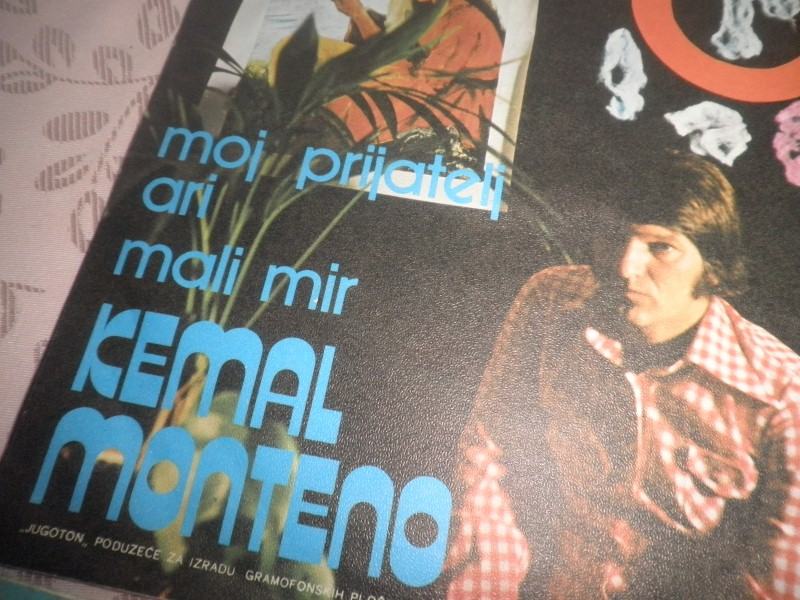 moj prijatelj
ari
mali mir
KEMAL
MONTENO
„JUGOTON„ PODUZEĆE ZA IZRADU GRAMOFONSKIH